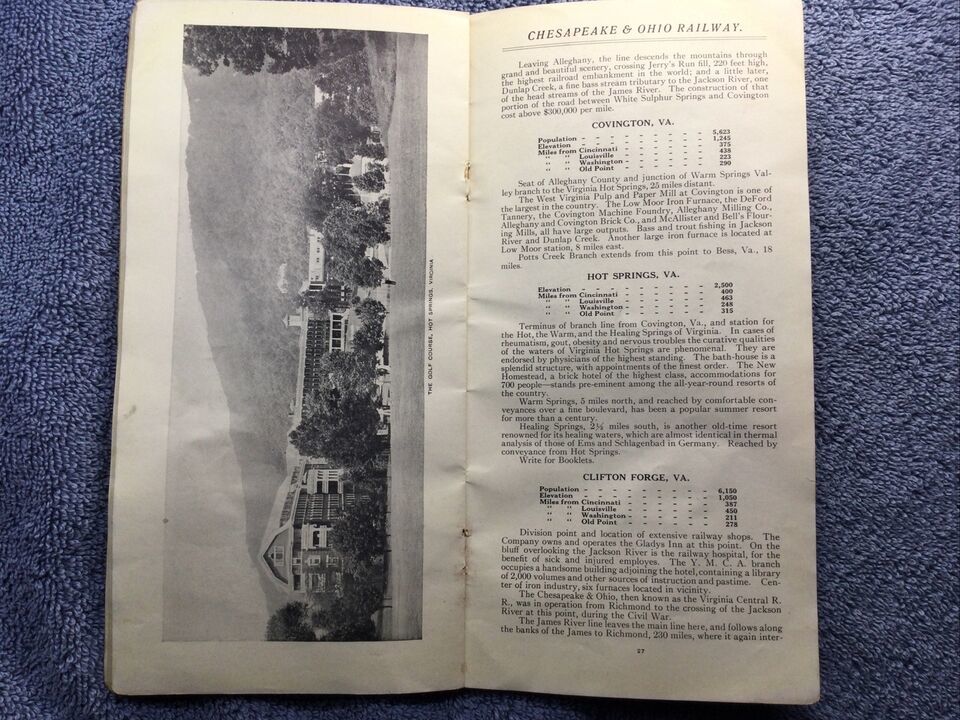 THE GOLF COURSE, HOT SPRINGS, VIRGINIA
CHESAPEAKE & OHIO RAILWAY.
Leaving Alleghany, the line descends the mountains through
grand and beautiful scenery, crossing Jerry's Run fill, 220 feet high,
the highest railroad embankment in the world; and a little later,
Dunlap Creek, a fine bass stream tributary to the Jackson River, one
of the head streams of the James River. The construction of that
portion of the road between White Sulphur Springs and Covington
cost above $300,000 per mile.
COVINGTON, VA.
Population - - - - - - - - 5,623
Elevation - - - - - - - - 1,245
Miles from Cincinnati - - - - - - 375
" " Louisville - - - - - - 438
" " Washington - - - - - - 223
" " Old Point - - - - - - 290
Seat of Alleghany County and junction of Warm Springs Val-
ley branch to the Virginia Hot Springs, 25 miles distant.
The West Virginia Pulp and Paper Mill at Covington is one of
the largest in the country. The Low Moor Iron Furnace, the DeFord
Tannery, the Covington Machine Foundry, Alleghany Milling Co.,
Alleghany and Covington Brick Co., and McAllister and Bell's Flour-
ing Mills, all have large outputs. Bass and trout fishing in Jackson
River and Dunlap Creek. Another large iron furnace is located at
Low Moor station, 8 miles east.
Potts Creek Branch extends from this point to Bess, Va., 18
miles.
HOT SPRINGS, VA.
Elevation - - - - - - - - 2,500
Miles from Cincinnati - - - - - - 400
" " Louisville - - - - - - 463
" " Washington - - - - - - 248
" " Old Point - - - - - - 315
Terminus of branch line from Covington, Va., and station for
the Hot, the Warm, and the Healing Springs of Virginia. In cases of
rheumatism, gout, obesity and nervous troubles the curative qualities
of the waters of Virginia Hot Springs are phenomenal. They are
endorsed by physicians of the highest standing. The bath-house is a
splendid structure, with appointments of the finest order. The New
Homestead, a brick hotel of the highest class, accommodations for
700 people—stands pre-eminent among the all-year-round resorts of
the country.
Warm Springs, 5 miles north, and reached by comfortable con-
veyances over a fine boulevard, has been a popular summer resort
for more than a century.
Healing Springs, 2½ miles south, is another old-time resort
renowned for its healing waters, which are almost identical in thermal
analysis of those of Ems and Schlagenbad in Germany. Reached by
conveyance from Hot Springs.
Write for Booklets.
CLIFTON FORGE, VA.
Population - - - - - - - - 6,150
Elevation - - - - - - - - 1,050
Miles from Cincinnati - - - - - - 387
" " Louisville - - - - - - 450
" " Washington - - - - - - 211
" " Old Point - - - - - - 278
Division point and location of extensive railway shops. The
Company owns and operates the Gladys Inn at this point. On the
bluff overlooking the Jackson River is the railway hospital, for the
benefit of sick and injured employes. The Y. M. C. A. branch
occupies a handsome building adjoining the hotel, containing a library
of 2,000 volumes and other sources of instruction and pastime. Cen-
ter of iron industry, six furnaces located in vicinity.
The Chesapeake & Ohio, then known as the Virginia Central R.
R., was in operation from Richmond to the crossing of the Jackson
River at this point, during the Civil War.
The James River line leaves the main line here, and follows along
the banks of the James to Richmond, 230 miles, where it again inter-
27